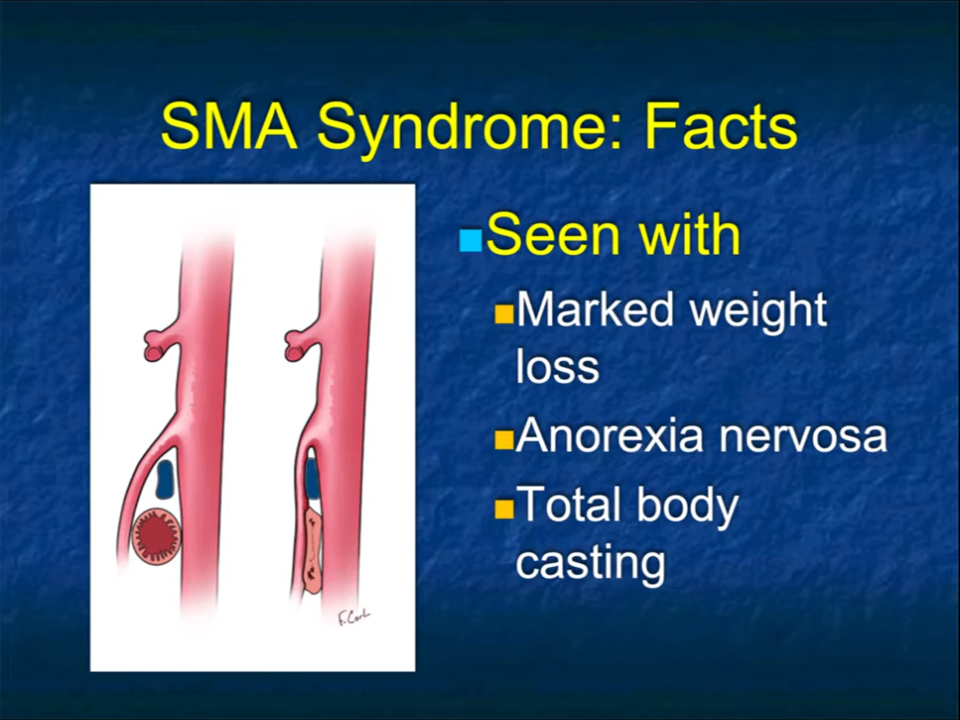 SMA Syndrome: Facts
Seen with
Marked weight
loss
Anorexia nervosa
Total body
casting